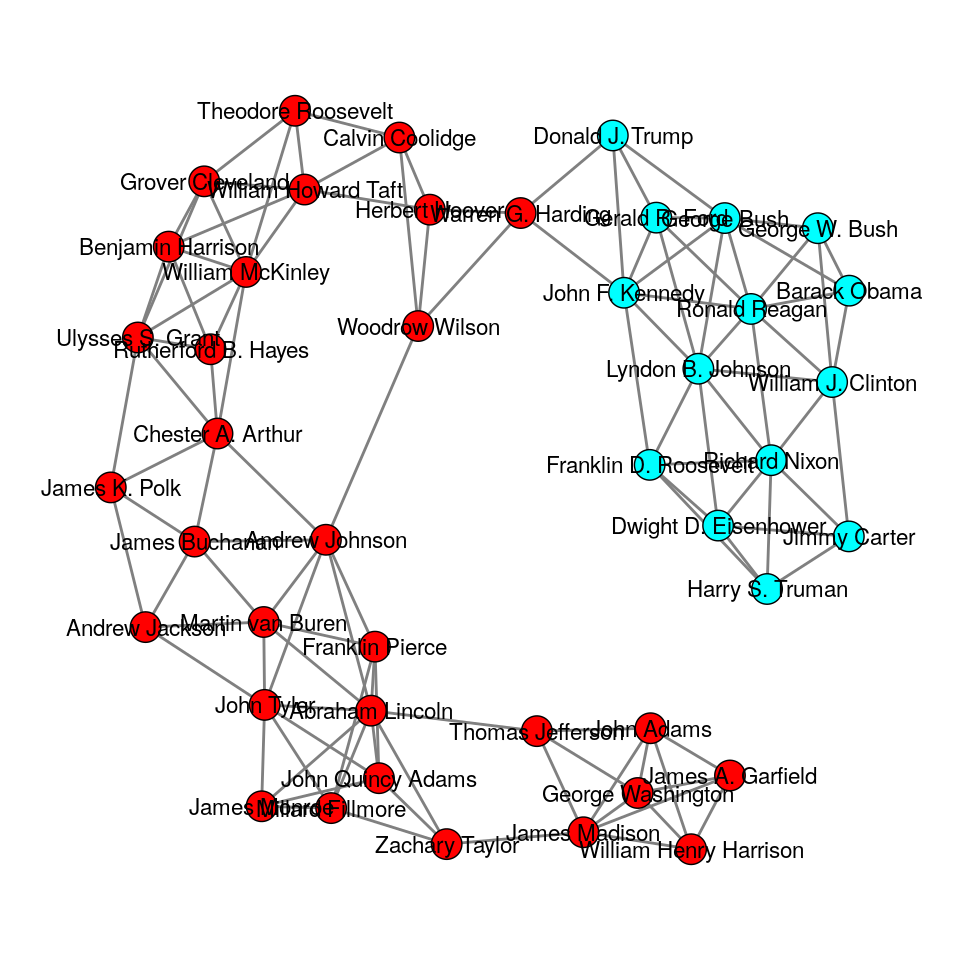 Theodore Roosevelt
Calvin Coolidge
Donald J. Trump
Grover Cleveland
William Howard Taft
Herbert Hoover
Warren G. Harding
Gerald R. Ford
George Bush
George W. Bush
Benjamin Harrison
William McKinley
John F. Kennedy
Ronald Reagan
Barack Obama
Ulysses S. Grant
Rutherford B. Hayes
Woodrow Wilson
Lyndon B. Johnson
William J. Clinton
Chester A. Arthur
Franklin D. Roosevelt
Richard Nixon
James K. Polk
James Buchanan
Andrew Johnson
Dwight D. Eisenhower
Jimmy Carter
Harry S. Truman
Andrew Jackson
Martin van Buren
Franklin Pierce
John Tyler
Abraham Lincoln
Thomas Jefferson
John Adams
John Quincy Adams
James A. Garfield
George Washington
James Monroe
Millard Fillmore
Zachary Taylor
James Madison
William Henry Harrison